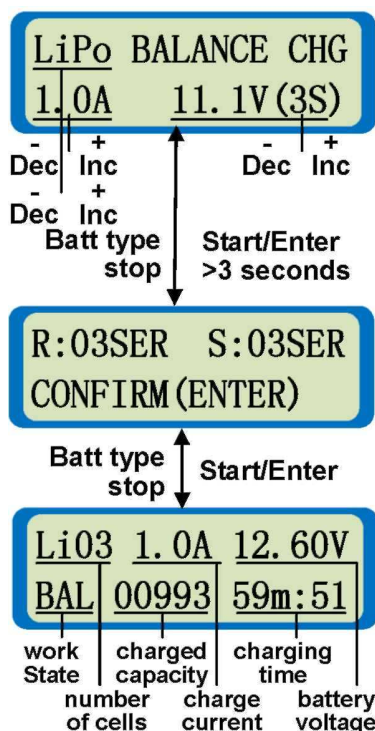 LiPo BALANCE CHG
1.0A 11.1V(3S)
- + - +
Dec Inc Dec Inc
- +
Dec Inc
Batt type Start/Enter
stop >3 seconds
R:03SER S:03SER
CONFIRM(ENTER)
Batt type Start/Enter
stop
Li03 1.0A 12.60V
BAL 00993 59m:51
work charged charging
State capacity time
number charge battery
of cells current voltage